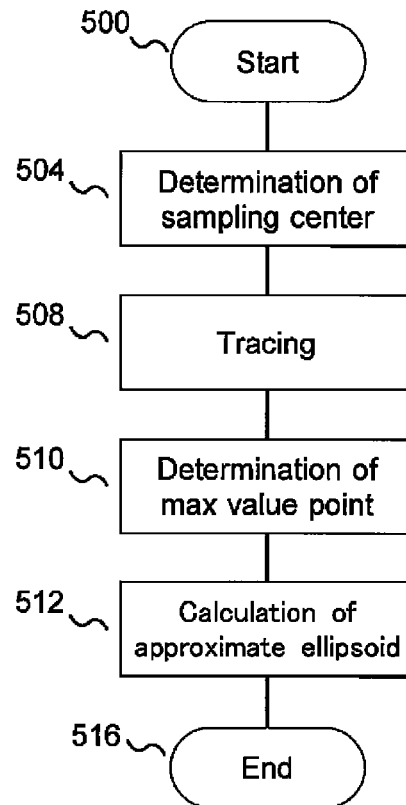 500
Start
504
Determination of
sampling center
508
Tracing
510
Determination of
max value point
512
Calculation of
approximate ellipsoid
516
End